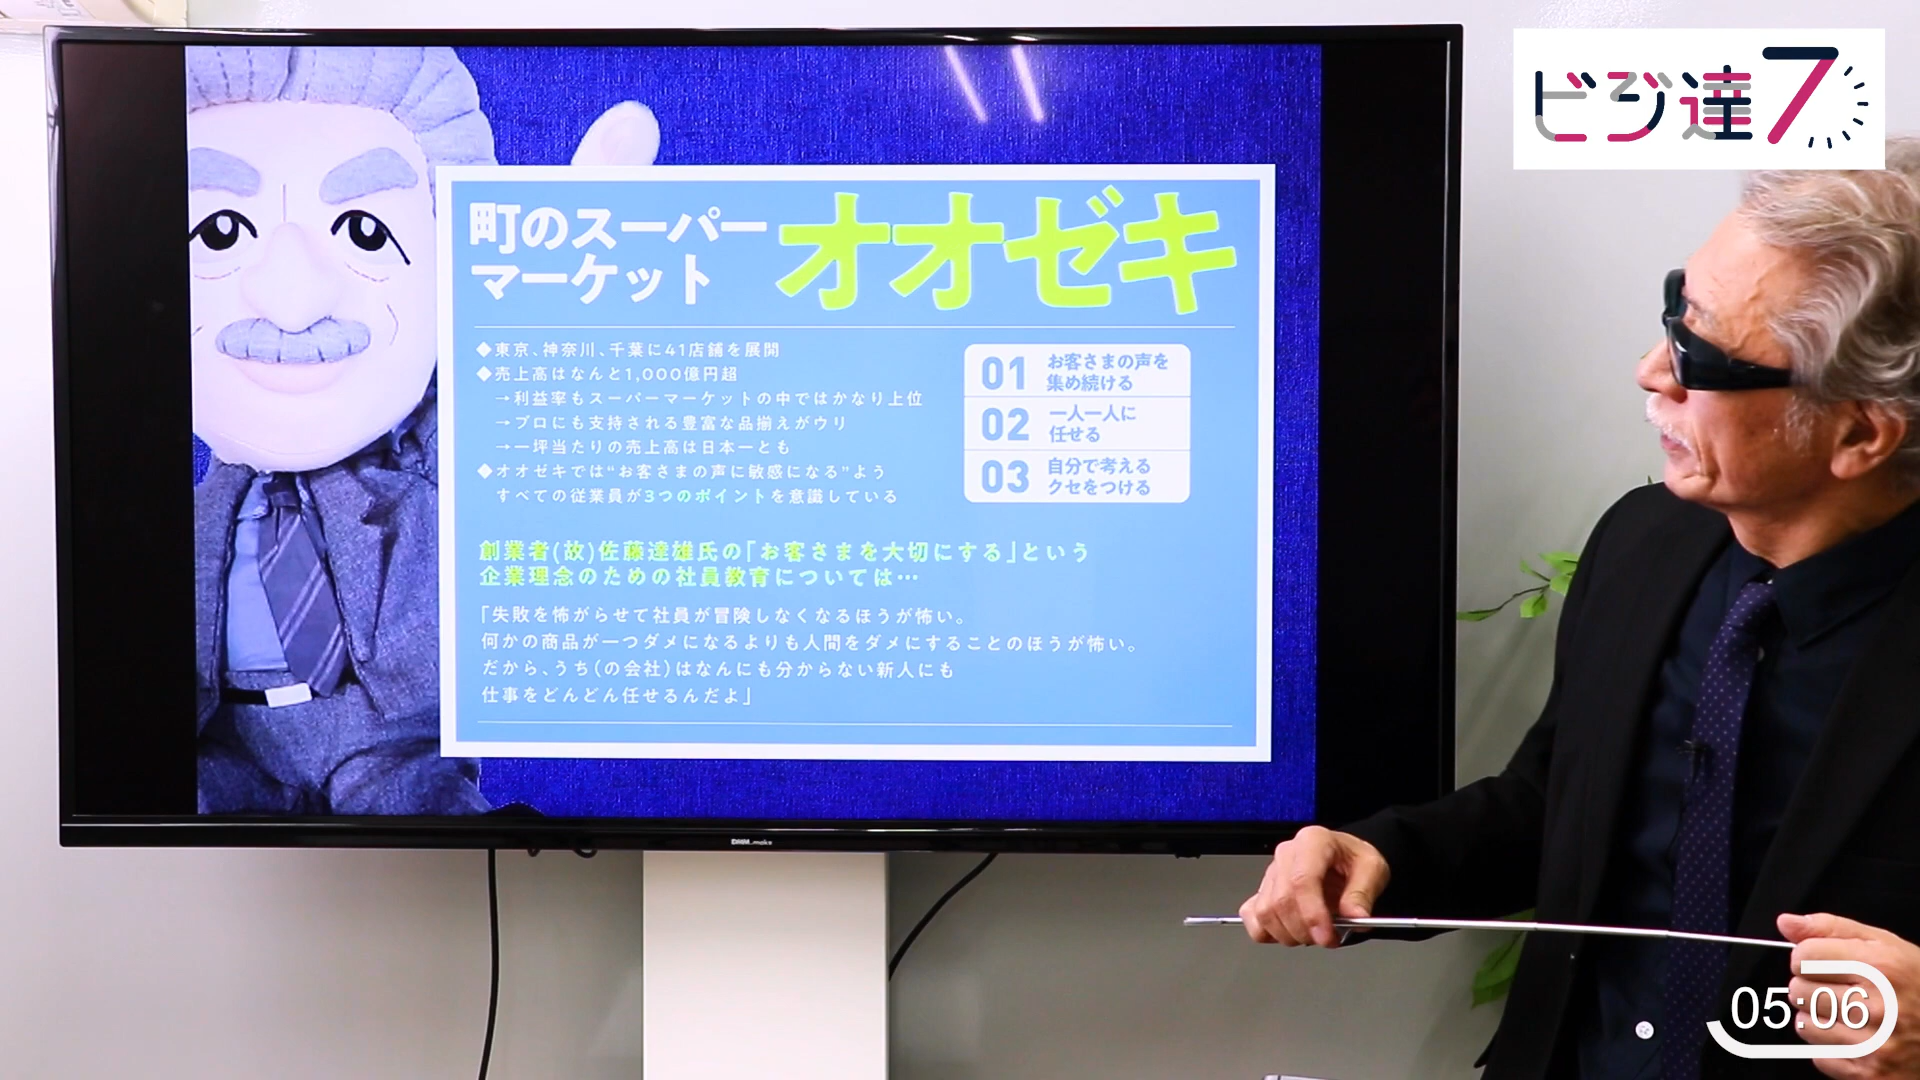 ビジ達7
町のスーパー
マーケット
オオゼキ
◆東京、神奈川、千葉に41店舗を展開
◆売上高はなんと1,000億円超
→利益率もスーパーマーケットの中ではかなり上位
→プロにも支持される豊富な品揃えがウリ
→一坪当たりの売上高は日本一とも
◆オオゼキでは“お客さまの声に敏感になる”よう
すべての従業員が3つのポイントを意識している
01 お客さまの声を
集め続ける
02 一人一人に
任せる
03 自分で考える
クセをつける
創業者(故)佐藤達雄氏の「お客さまを大切にする」という
企業理念のための社員教育については…
「失敗を怖がらせて社員が冒険しなくなるほうが怖い。
何かの商品が一つダメになるよりも人間をダメにすることのほうが怖い。
だから、うち(の会社)はなんにも分からない新人にも
仕事をどんどん任せるんだよ」
DMM.make
05:06